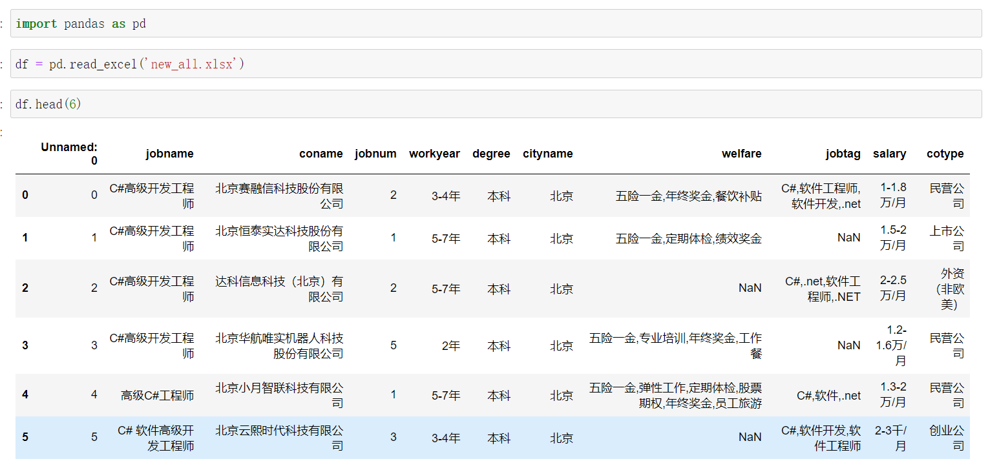 : import pandas as pd
: df = pd.read_excel('new_all.xlsx')
: df.head(6)
:
Unnamed: 0 jobname coname jobnum workyear degree cityname welfare jobtag salary cotype
0 0 C#高级开发工程师 北京赛融信科技股份有限公司 2 3-4年 本科 北京 五险一金,年终奖金,餐饮补贴 C#,软件工程师,软件开发,.net 1-1.8万/月 民营公司
1 1 C#高级开发工程师 北京恒泰实达科技股份有限公司 1 5-7年 本科 北京 五险一金,定期体检,绩效奖金 NaN 1.5-2万/月 上市公司
2 2 C#高级开发工程师 达科信息科技（北京）有限公司 2 5-7年 本科 北京 NaN C#,.net,软件工程师,.NET 2-2.5万/月 外资（非欧美）
3 3 C#高级开发工程师 北京华航唯实机器人科技股份有限公司 5 2年 本科 北京 五险一金,专业培训,年终奖金,工作餐 NaN 1.2-1.6万/月 民营公司
4 4 高级C#工程师 北京小月智联科技有限公司 1 5-7年 本科 北京 五险一金,弹性工作,定期体检,股票期权,年终奖金,员工旅游 C#,软件,.net 1.3-2万/月 民营公司
5 5 C# 软件高级开发工程师 北京云熙时代科技有限公司 3 3-4年 本科 北京 NaN C#,软件开发,软件工程师 2-3千/月 创业公司